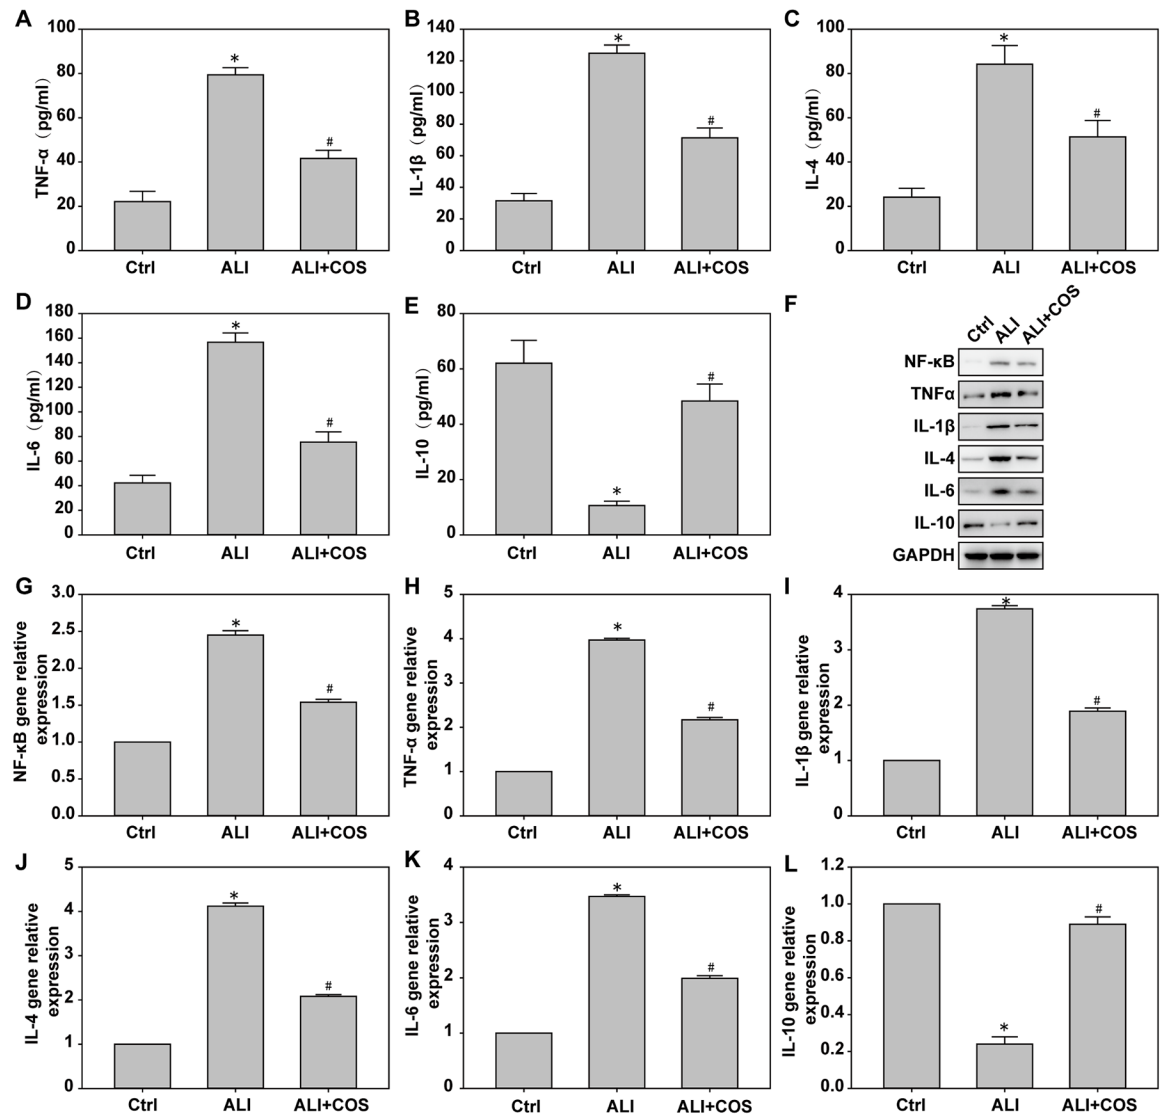 A
TNF-α (pg/ml)
100
80
60
40
20
0
*
#
Ctrl
ALI
ALI+COS
B
IL-1β (pg/ml)
140
120
100
80
60
40
20
0
*
#
Ctrl
ALI
ALI+COS
C
IL-4 (pg/ml)
100
80
60
40
20
0
*
#
Ctrl
ALI
ALI+COS
D
IL-6 (pg/ml)
180
160
140
120
100
80
60
40
20
0
*
#
Ctrl
ALI
ALI+COS
E
IL-10 (pg/ml)
80
60
40
20
0
*
#
Ctrl
ALI
ALI+COS
F
Ctrl
ALI
ALI+COS
NF-κB
TNFα
IL-1β
IL-4
IL-6
IL-10
GAPDH
G
NF-κB gene relative
expression
3.0
2.5
2.0
1.5
1.0
0.5
0.0
*
#
Ctrl
ALI
ALI+COS
H
TNF-α gene relative
expression
5
4
3
2
1
0
*
#
Ctrl
ALI
ALI+COS
I
IL-1β gene relative
expression
4
3
2
1
0
*
#
Ctrl
ALI
ALI+COS
J
IL-4 gene relative
expression
5
4
3
2
1
0
*
#
Ctrl
ALI
ALI+COS
K
IL-6 gene relative
expression
4
3
2
1
0
*
#
Ctrl
ALI
ALI+COS
L
IL-10 gene relative
expression
1.2
1.0
0.8
0.6
0.4
0.2
0.0
*
#
Ctrl
ALI
ALI+COS